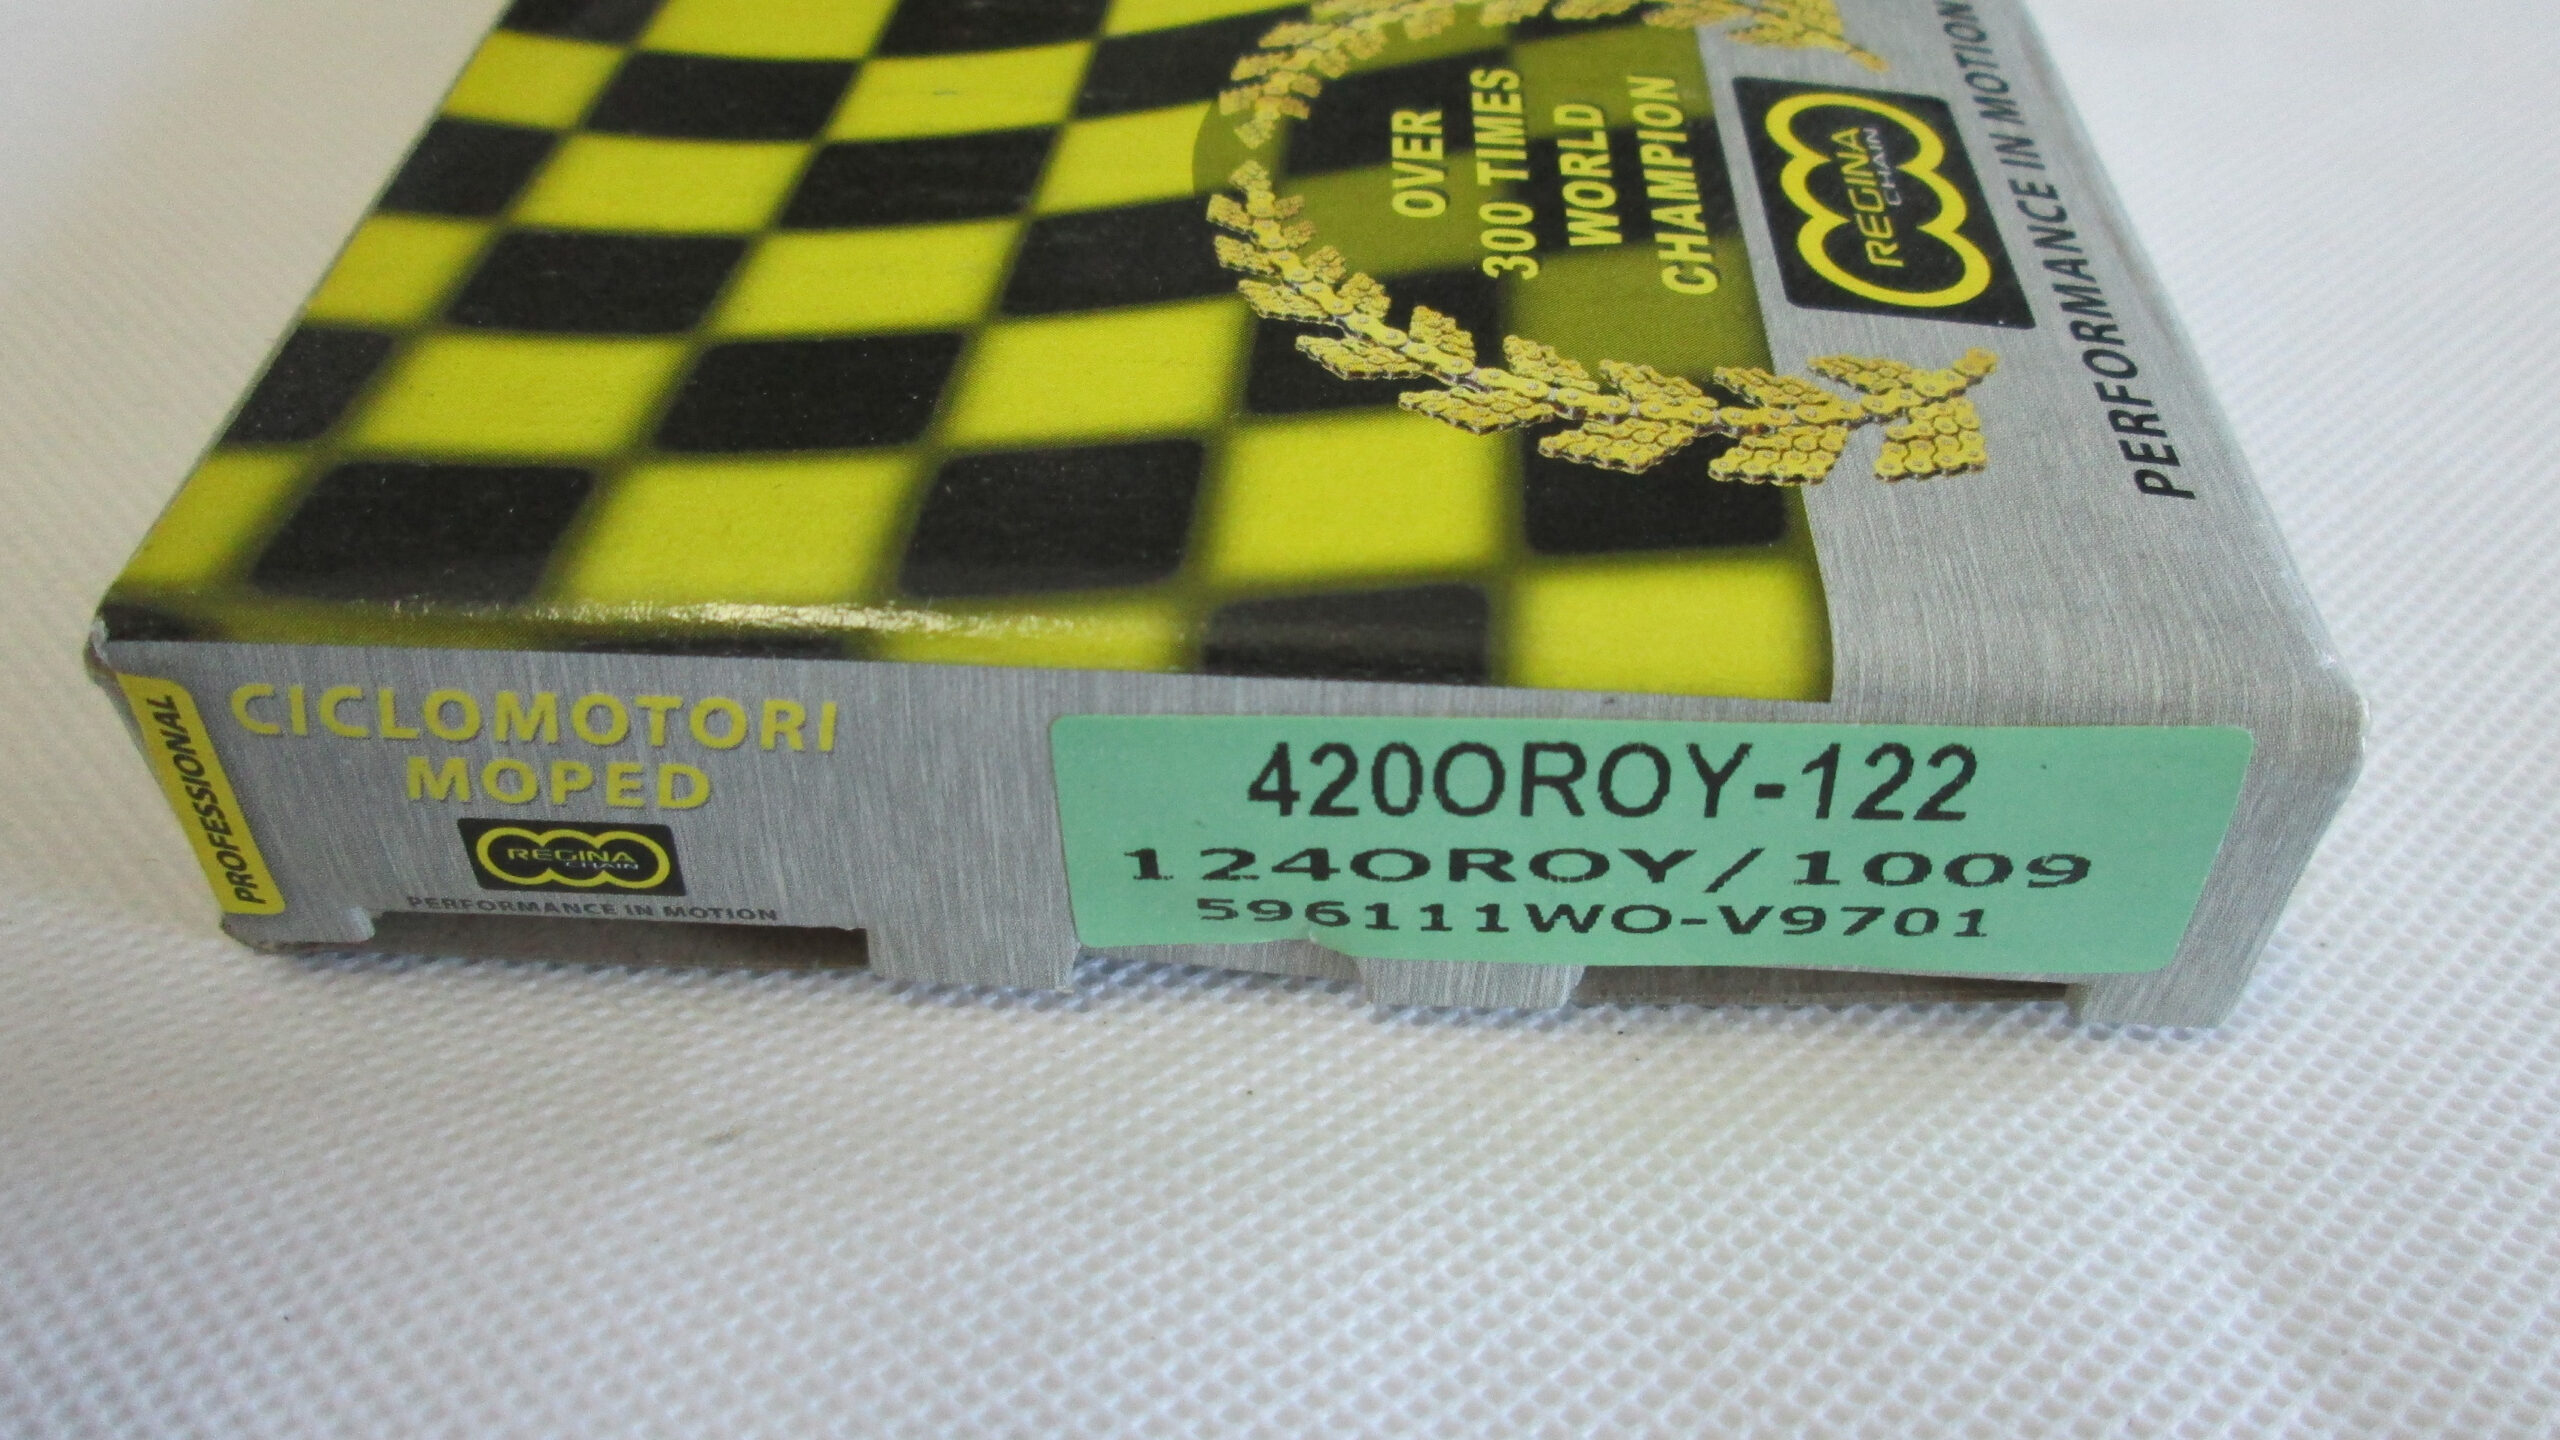 OVER
300 TIMES
WORLD
CHAMPION
REGINA
CHAIN
PERFORMANCE IN MOTION
PROFESSIONAL
CICLOMOTORI
MOPED
REGINA
CHAIN
PERFORMANCE IN MOTION
420OROY-122
124OROY/1009
596111WO-V9701